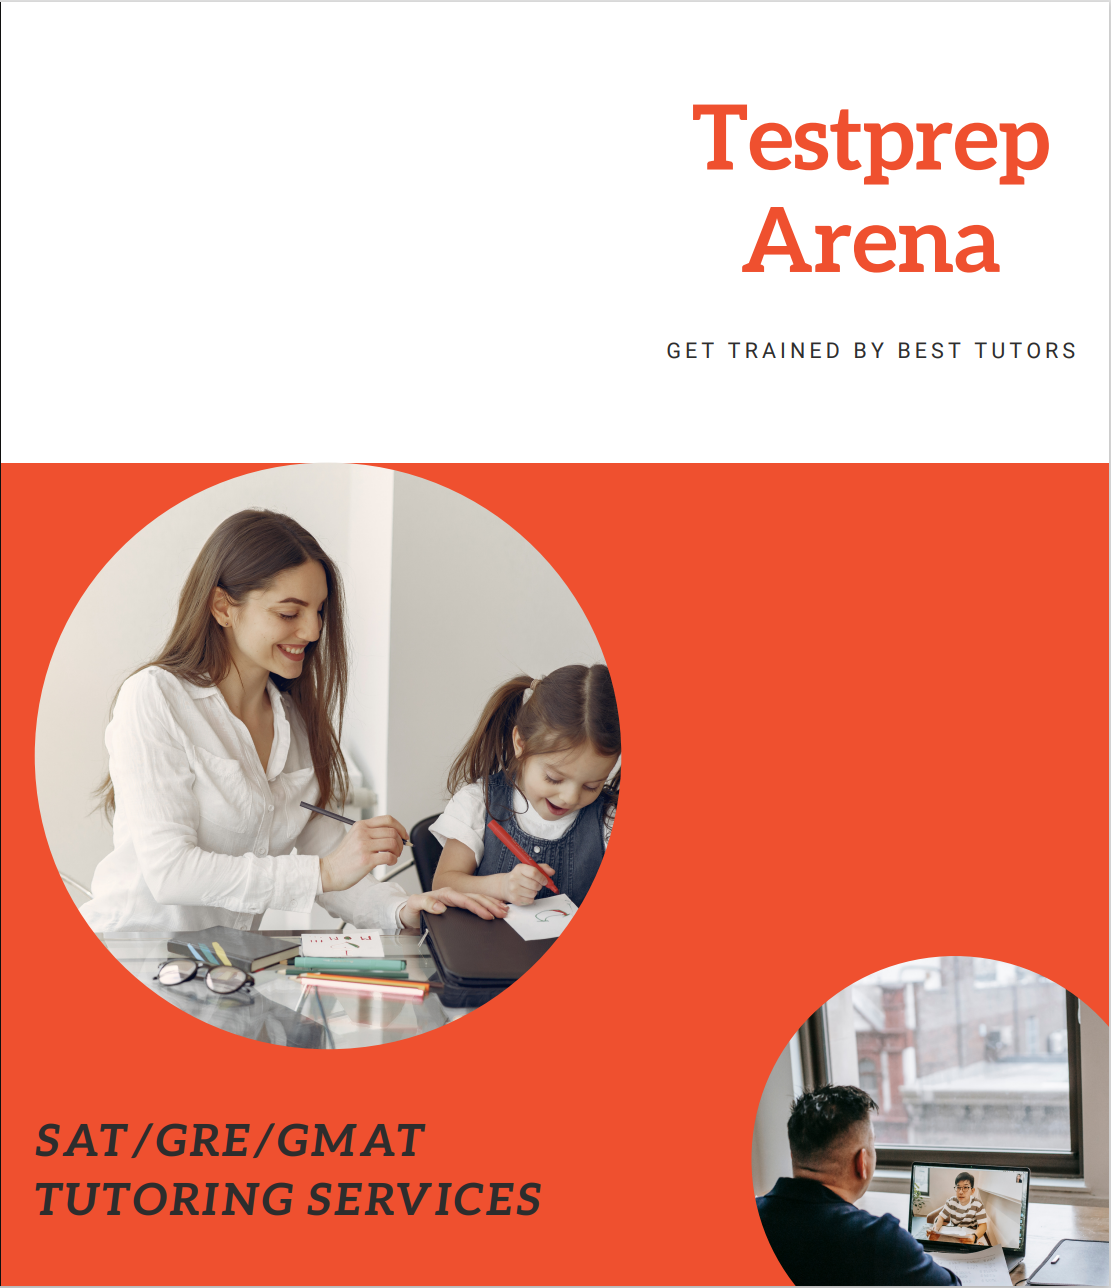 Testprep
Arena
GET TRAINED BY BEST TUTORS
SAT/GRE/GMAT
TUTORING SERVICES